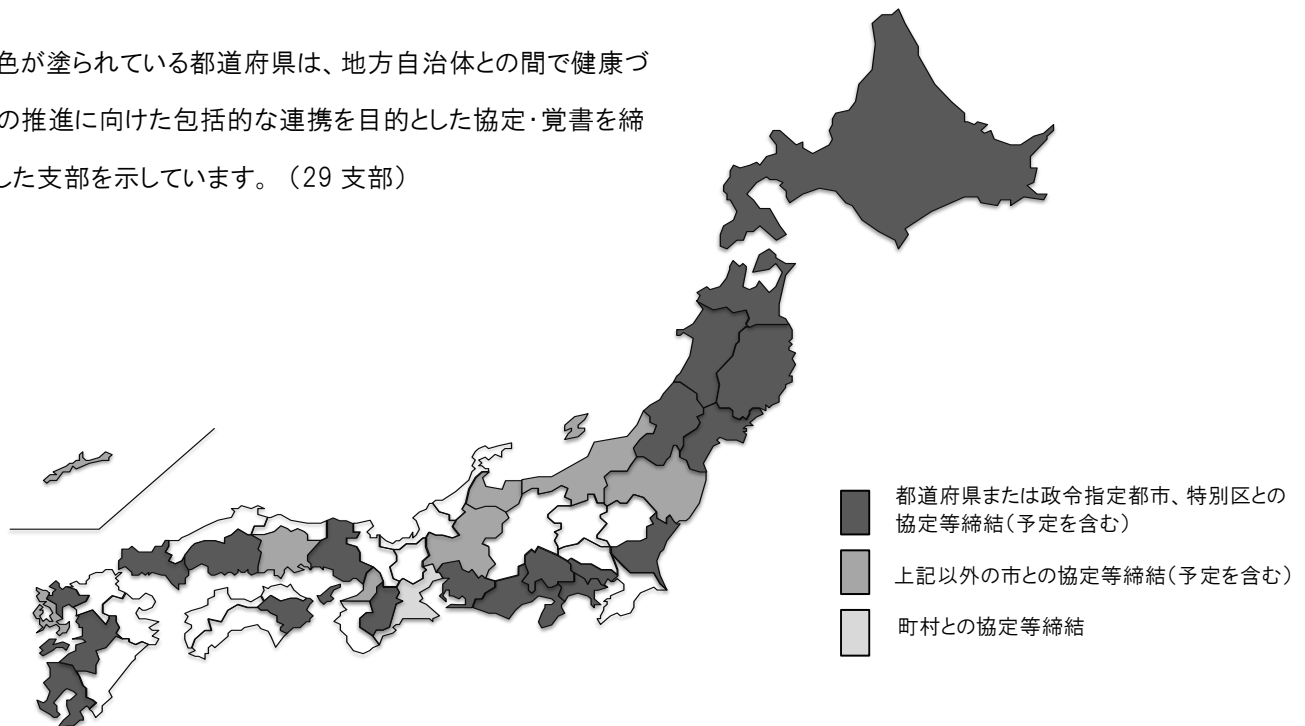 色が塗られている都道府県は、地方自治体との間で健康づ
の推進に向けた包括的な連携を目的とした協定・覚書を締
した支部を示しています。（29 支部）
都道府県または政令指定都市、特別区との
協定等締結（予定を含む）
上記以外の市との協定等締結（予定を含む）
町村との協定等締結